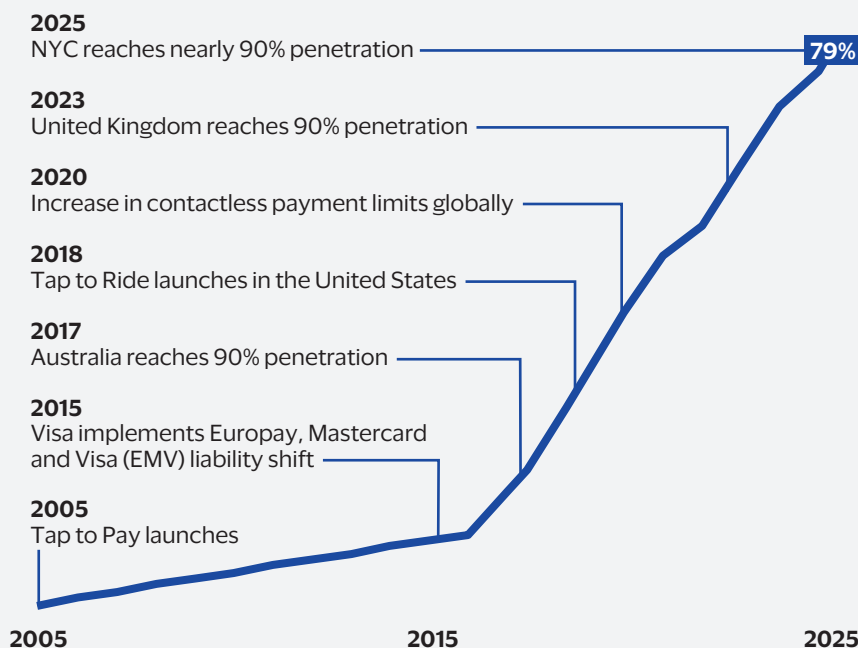 2025
NYC reaches nearly 90% penetration
79%
2023
United Kingdom reaches 90% penetration
2020
Increase in contactless payment limits globally
2018
Tap to Ride launches in the United States
2017
Australia reaches 90% penetration
2015
Visa implements Europay, Mastercard
and Visa (EMV) liability shift
2005
Tap to Pay launches
2005
2015
2025